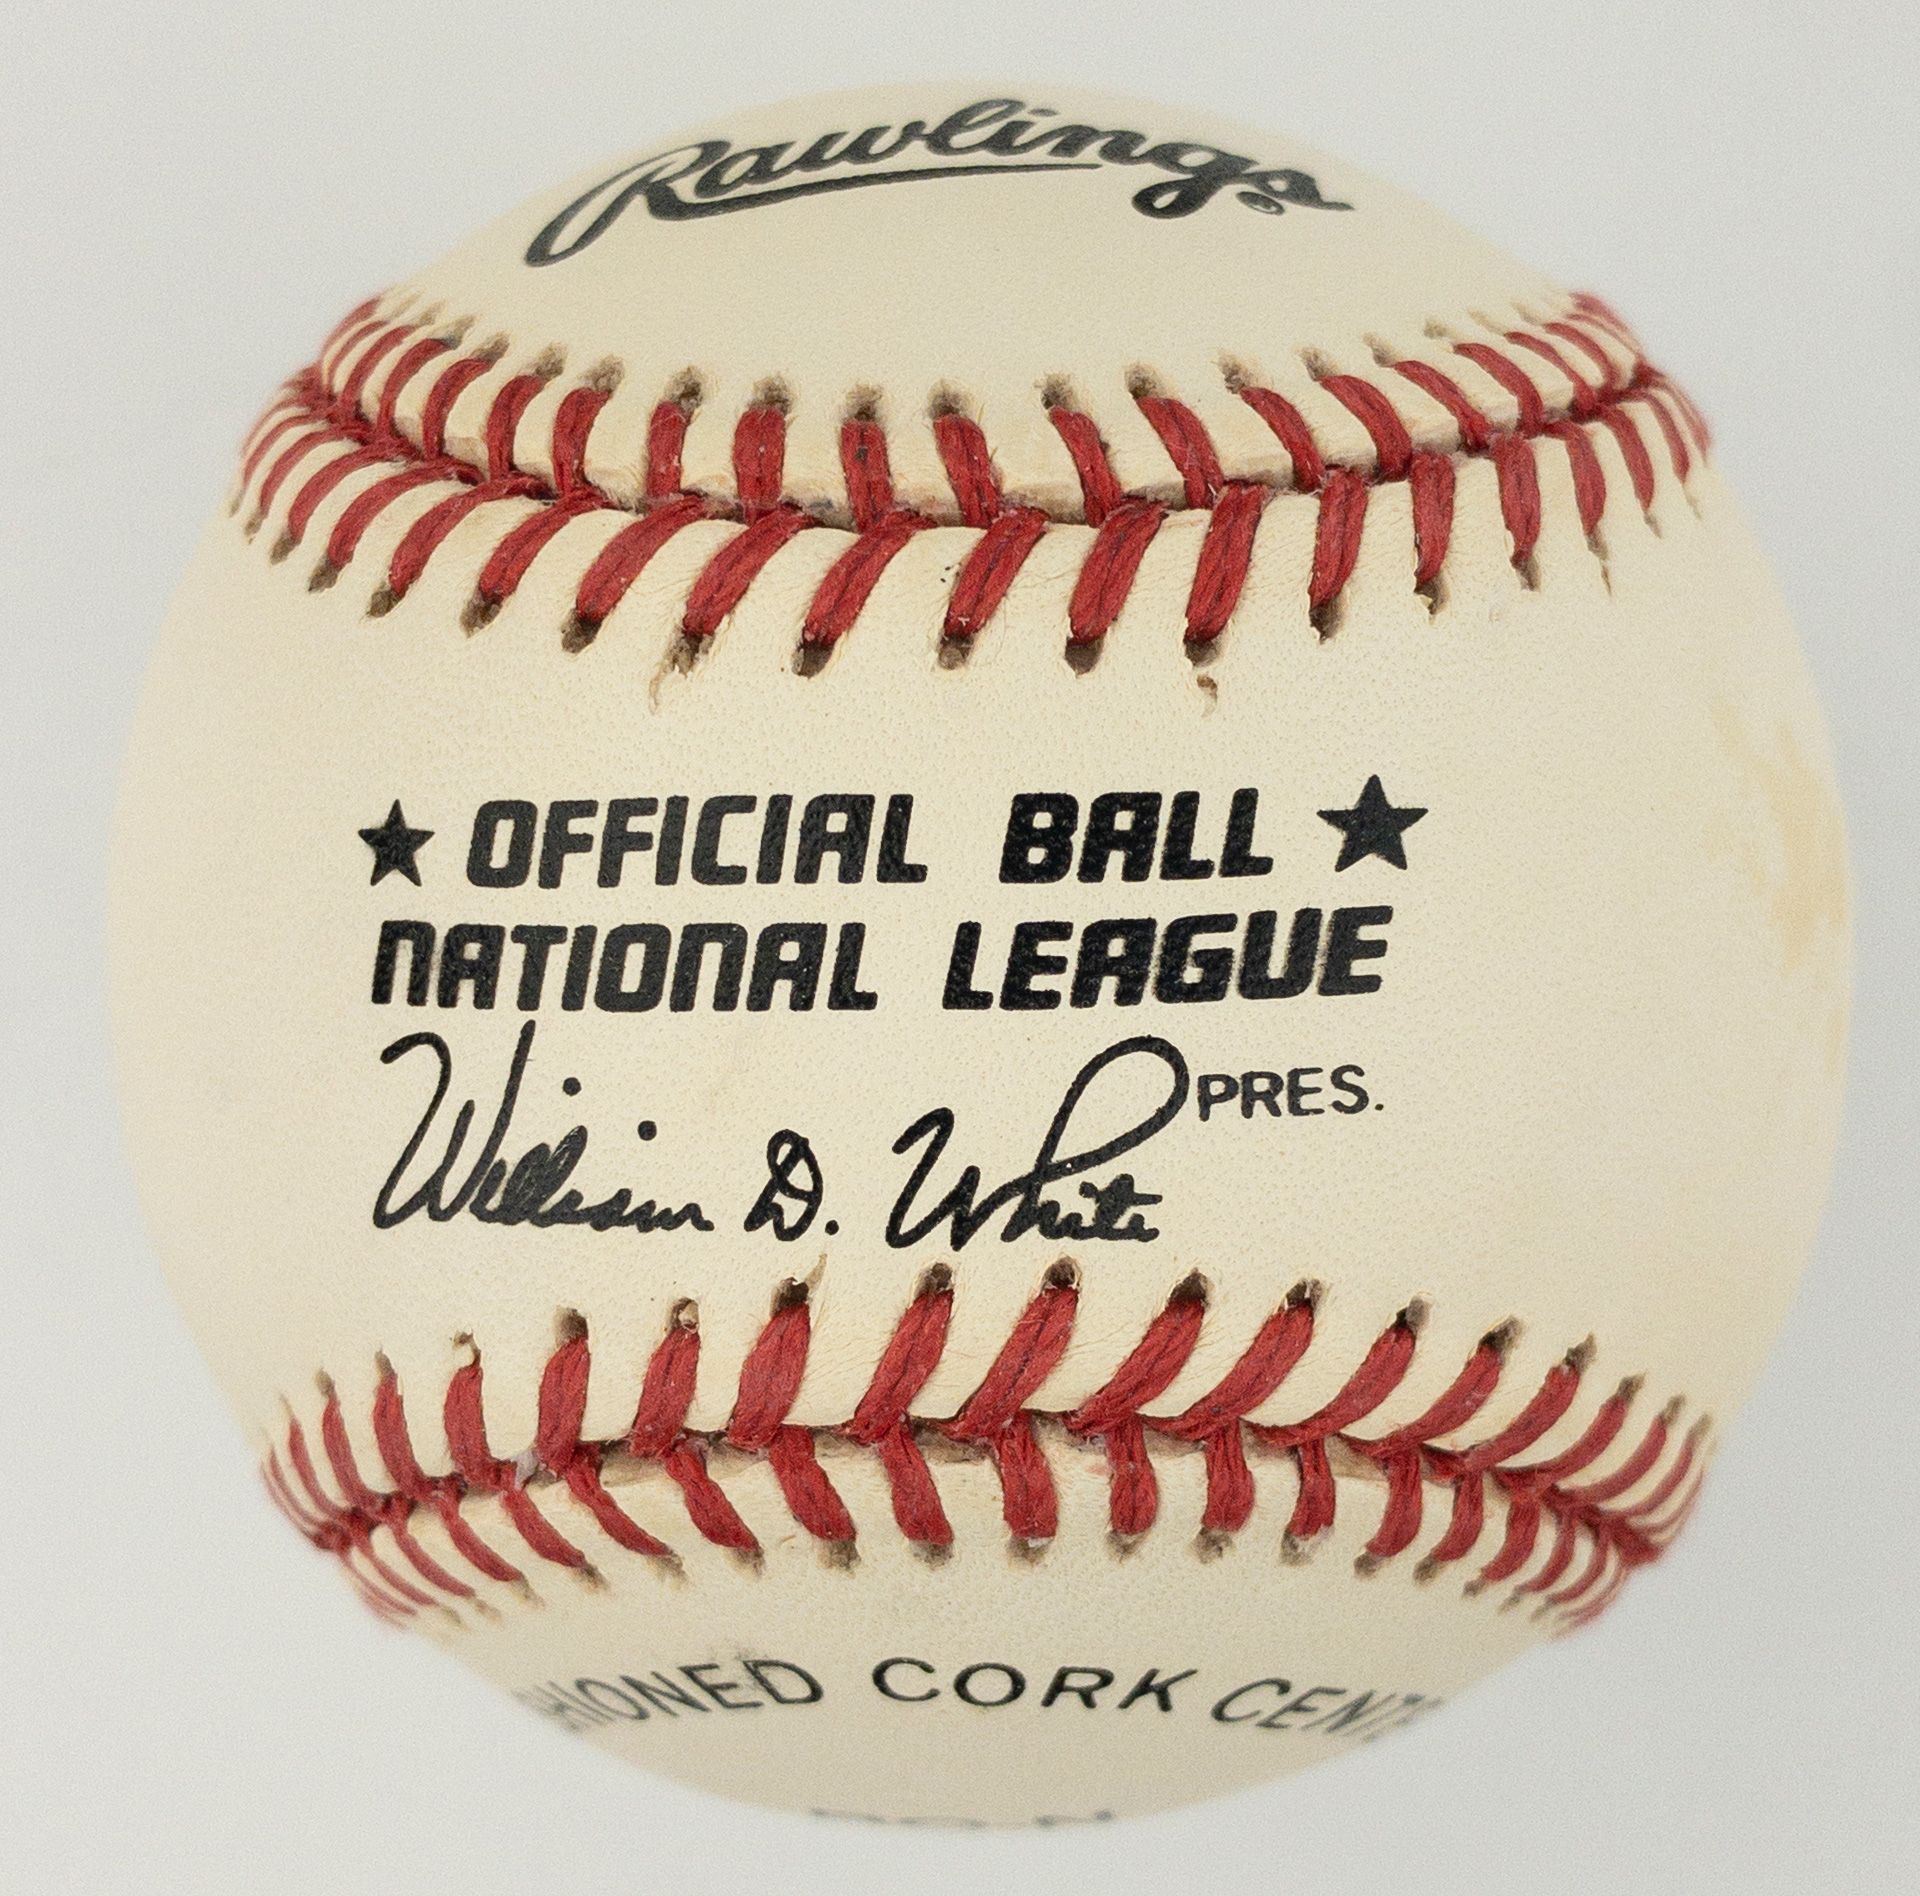 Rawlings
★ OFFICIAL BALL ★
NATIONAL LEAGUE
William D. White PRES.
CORK